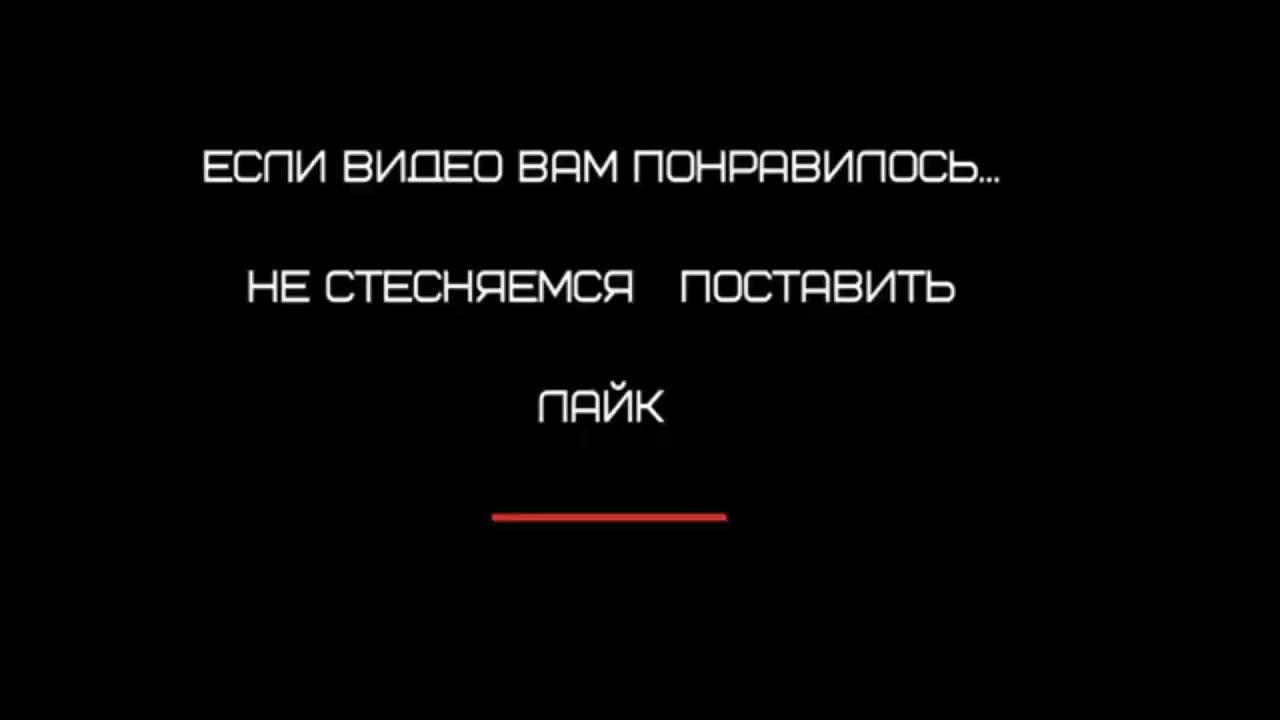 ЕСЛИ ВИДЕО ВАМ ПОНРАВИЛОСЬ...
НЕ СТЕСНЯЕМСЯ ПОСТАВИТЬ
ЛАЙК